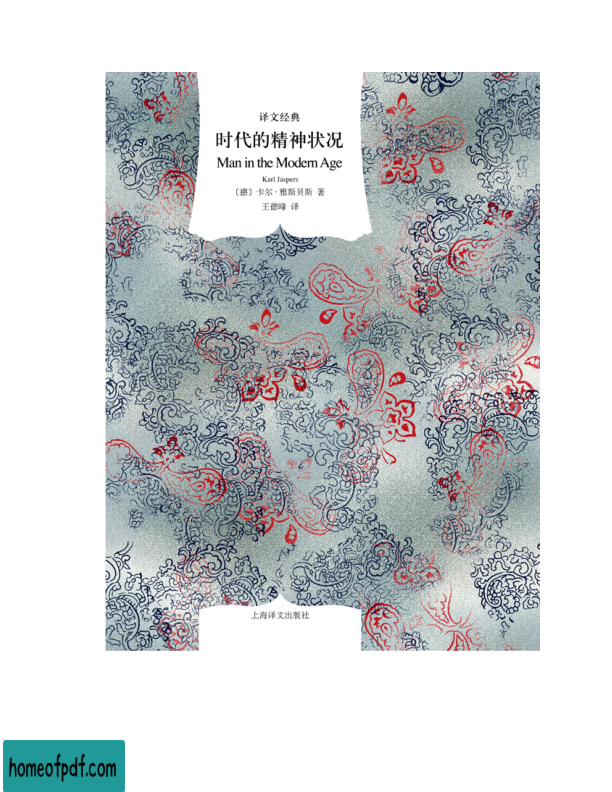 译文经典
时代的精神状况
Man in the Modern Age
Karl Jaspers
〔德〕卡尔·雅斯贝斯 著
王德峰 译
上海译文出版社
homeofpdf.com